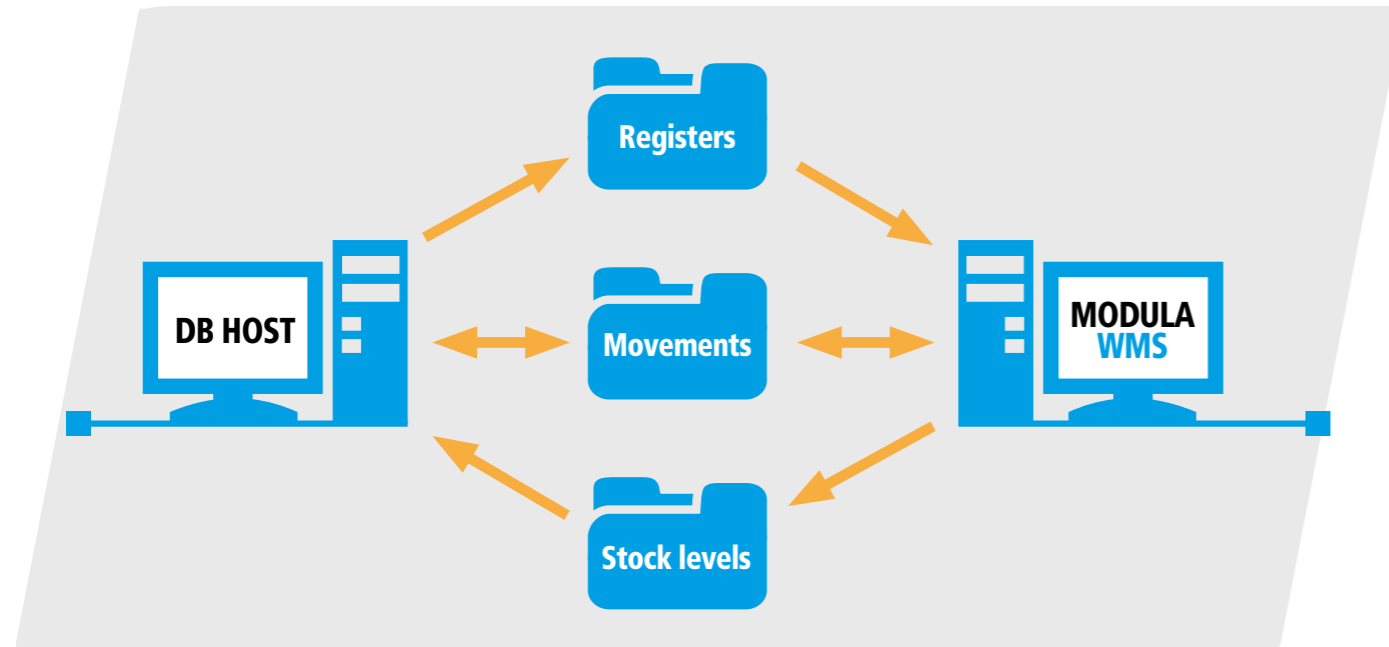 Registers
DB HOST
Movements
MODULA
WMS
Stock levels